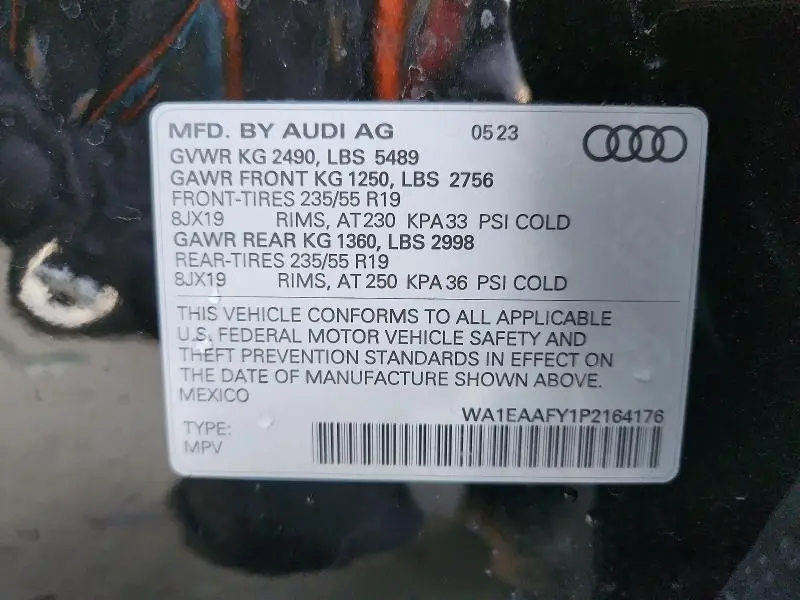 MFD. BY AUDI AG 0523
GVWR KG 2490, LBS 5489
GAWR FRONT KG 1250, LBS 2756
FRONT-TIRES 235/55 R19
8JX19 RIMS, AT 230 KPA 33 PSI COLD
GAWR REAR KG 1360, LBS 2998
REAR-TIRES 235/55 R19
8JX19 RIMS, AT 250 KPA 36 PSI COLD
THIS VEHICLE CONFORMS TO ALL APPLICABLE
U.S. FEDERAL MOTOR VEHICLE SAFETY AND
THEFT PREVENTION STANDARDS IN EFFECT ON
THE DATE OF MANUFACTURE SHOWN ABOVE.
MEXICO
WA1EAAFY1P2164176
TYPE:
MPV